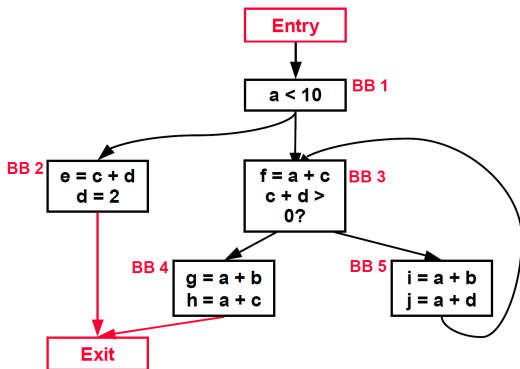 Entry
BB 1
a < 10
BB 2
e = c + d
d = 2
BB 3
f = a + c
c + d >
0?
BB 4
g = a + b
h = a + c
BB 5
i = a + b
j = a + d
Exit